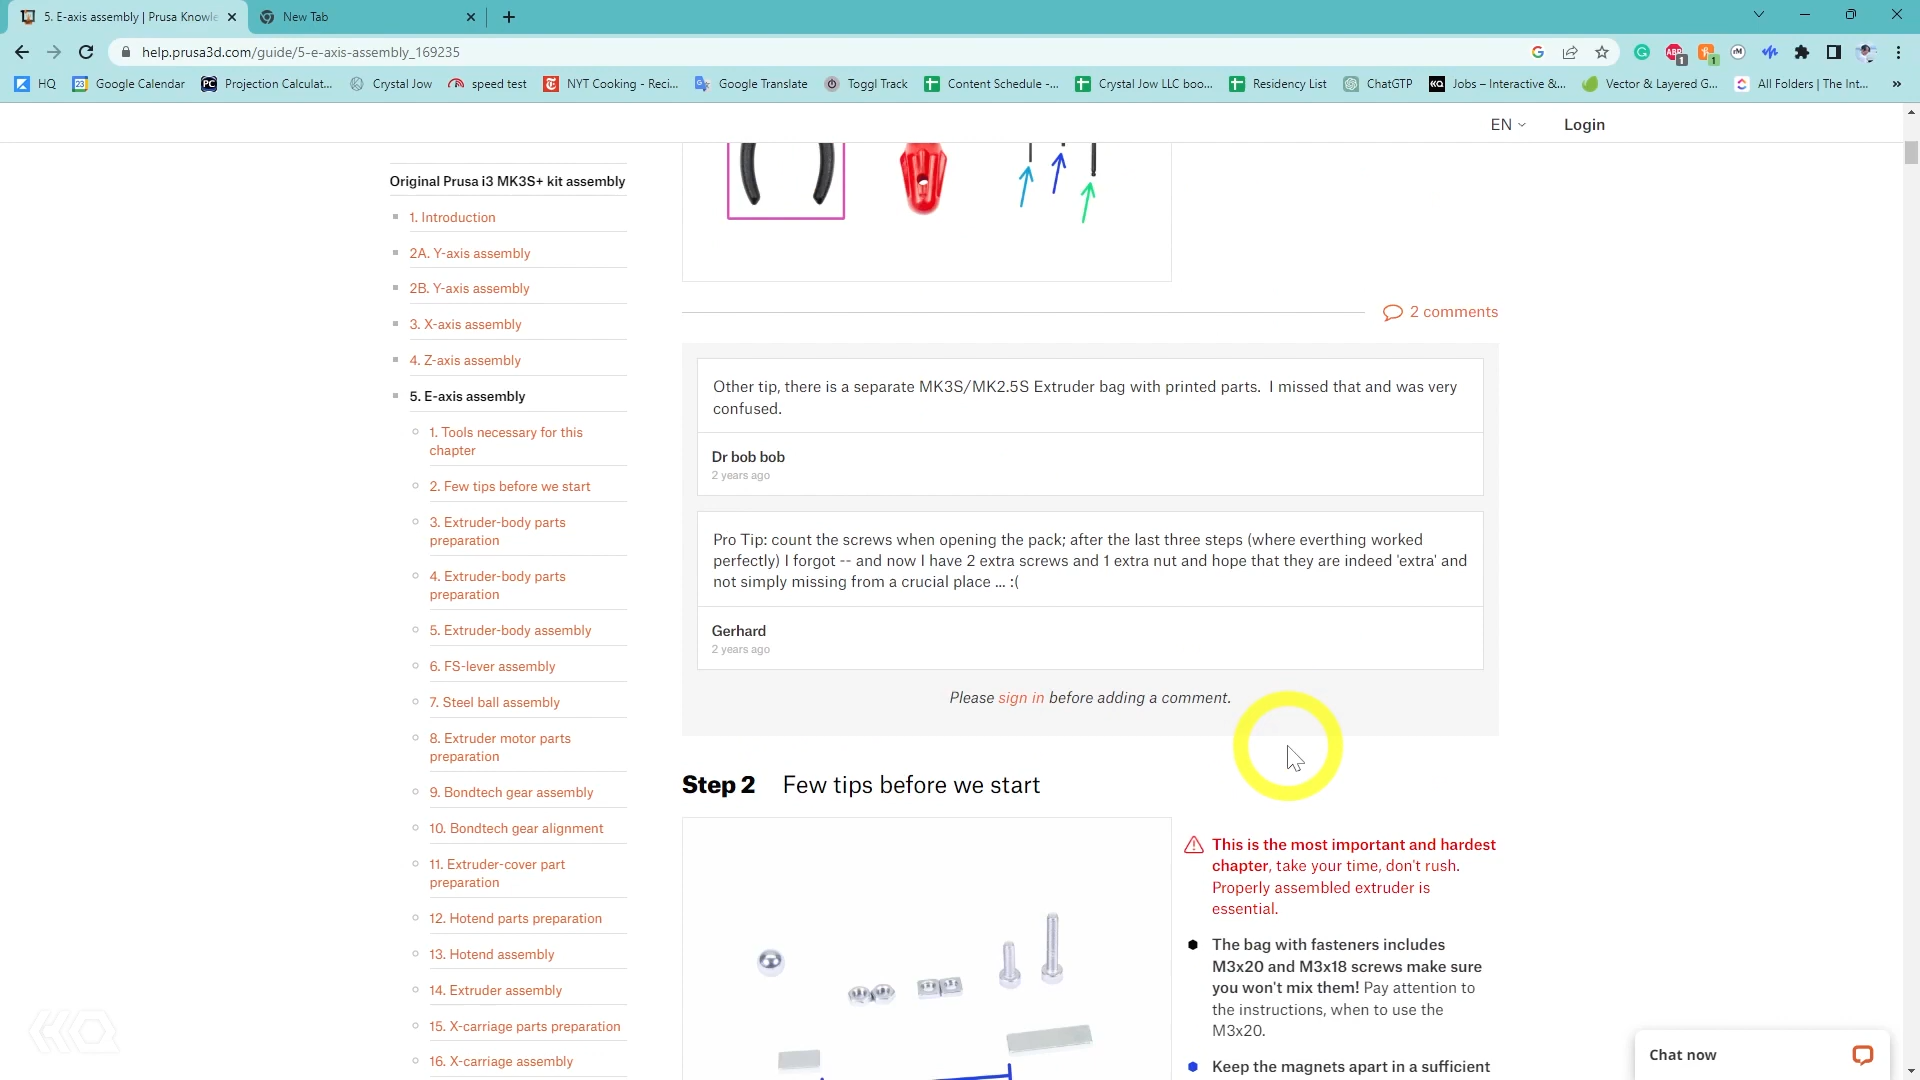 5. E-axis assembly | Prusa Knowle
New Tab
help.prusa3d.com/guide/5-e-axis-assembly_169235
HQ
Google Calendar
Projection Calculat...
Crystal Jow
speed test
NYT Cooking - Reci...
Google Translate
Toggl Track
Content Schedule -...
Crystal Jow LLC boo...
Residency List
ChatGTP
Jobs – Interactive &...
Vector & Layered G...
All Folders | The Int...
EN
Login
Original Prusa i3 MK3S+ kit assembly
1. Introduction
2A. Y-axis assembly
2B. Y-axis assembly
3. X-axis assembly
4. Z-axis assembly
5. E-axis assembly
1. Tools necessary for this
chapter
2. Few tips before we start
3. Extruder-body parts
preparation
4. Extruder-body parts
preparation
5. Extruder-body assembly
6. FS-lever assembly
7. Steel ball assembly
8. Extruder motor parts
preparation
9. Bondtech gear assembly
10. Bondtech gear alignment
11. Extruder-cover part
preparation
12. Hotend parts preparation
13. Hotend assembly
14. Extruder assembly
15. X-carriage parts preparation
16. X-carriage assembly
2 comments
Other tip, there is a separate MK3S/MK2.5S Extruder bag with printed parts. I missed that and was very
confused.
Dr bob bob
2 years ago
Pro Tip: count the screws when opening the pack; after the last three steps (where everthing worked
perfectly) I forgot -- and now I have 2 extra screws and 1 extra nut and hope that they are indeed 'extra' and
not simply missing from a crucial place ... :(
Gerhard
2 years ago
Please sign in before adding a comment.
Step 2 Few tips before we start
This is the most important and hardest
chapter, take your time, don't rush.
Properly assembled extruder is
essential.
The bag with fasteners includes
M3x20 and M3x18 screws make sure
you won't mix them! Pay attention to
the instructions, when to use the
M3x20.
Keep the magnets apart in a sufficient
Chat now